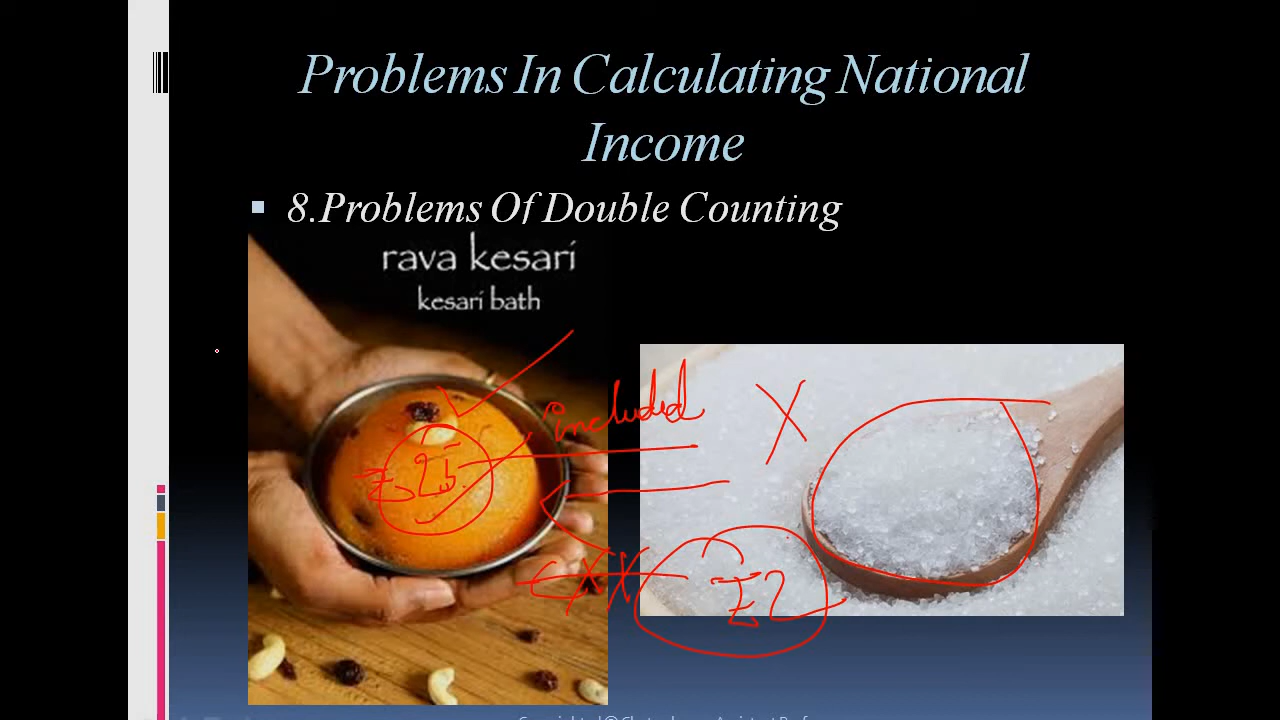 Problems In Calculating National
Income
8.Problems Of Double Counting
rava kesari
kesari bath
included
₹25
₹2